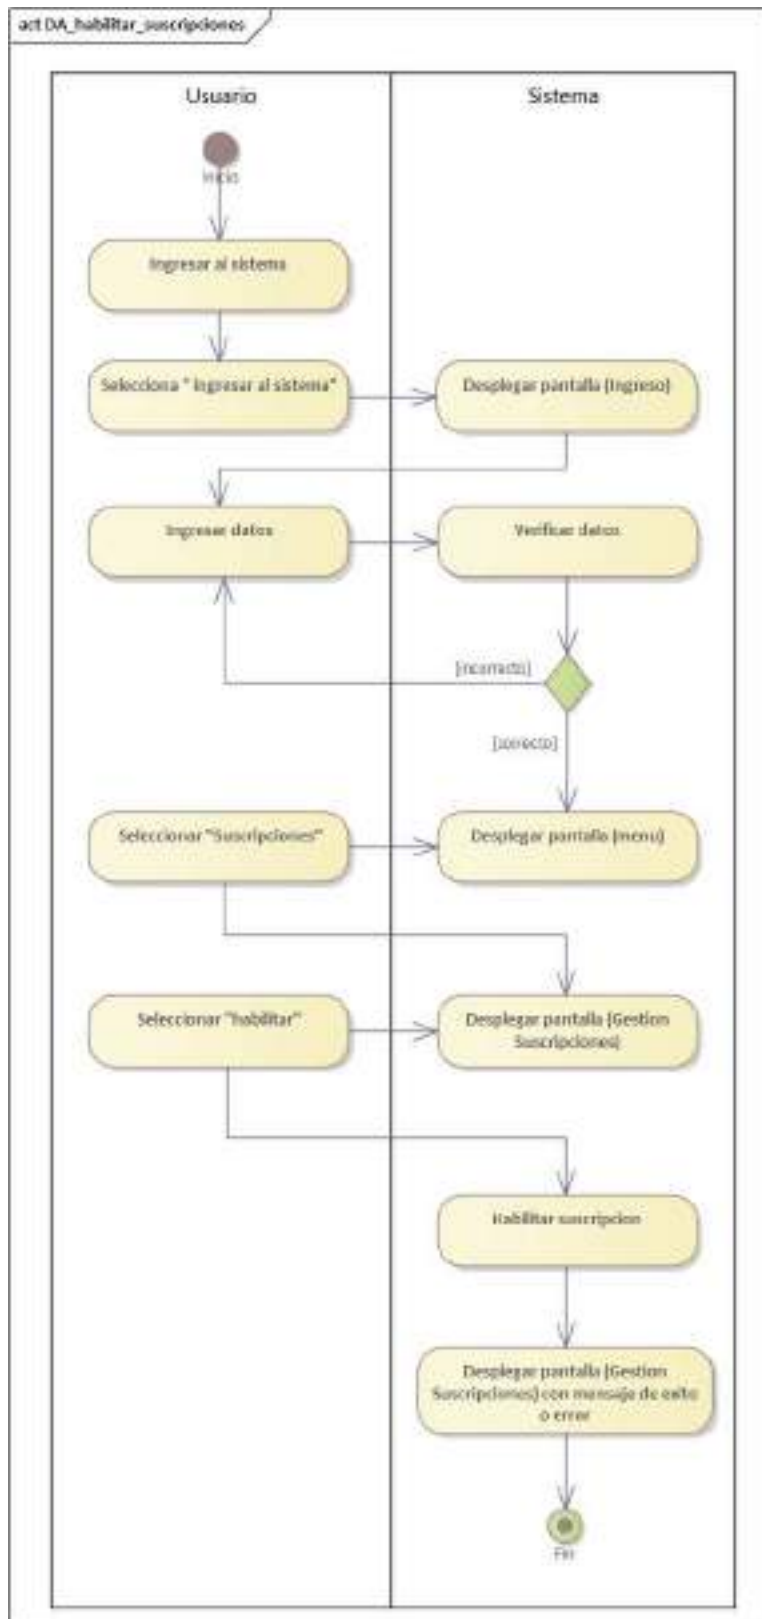 act DA_habilitar_suscripciones
Usuario
Sistema
Inicio
Ingresar al sistema
Selecciona " Ingresar al sistema"
Desplegar pantalla (Ingreso)
Ingresar datos
Verificar datos
[incorrecto]
[correcto]
Seleccionar "Suscripciones"
Desplegar pantalla (menu)
Seleccionar "habilitar"
Desplegar pantalla (Gestion
Suscripciones)
Habilitar suscripcion
Desplegar pantalla (Gestion
Suscripciones) con mensaje de exito
o error
Fin